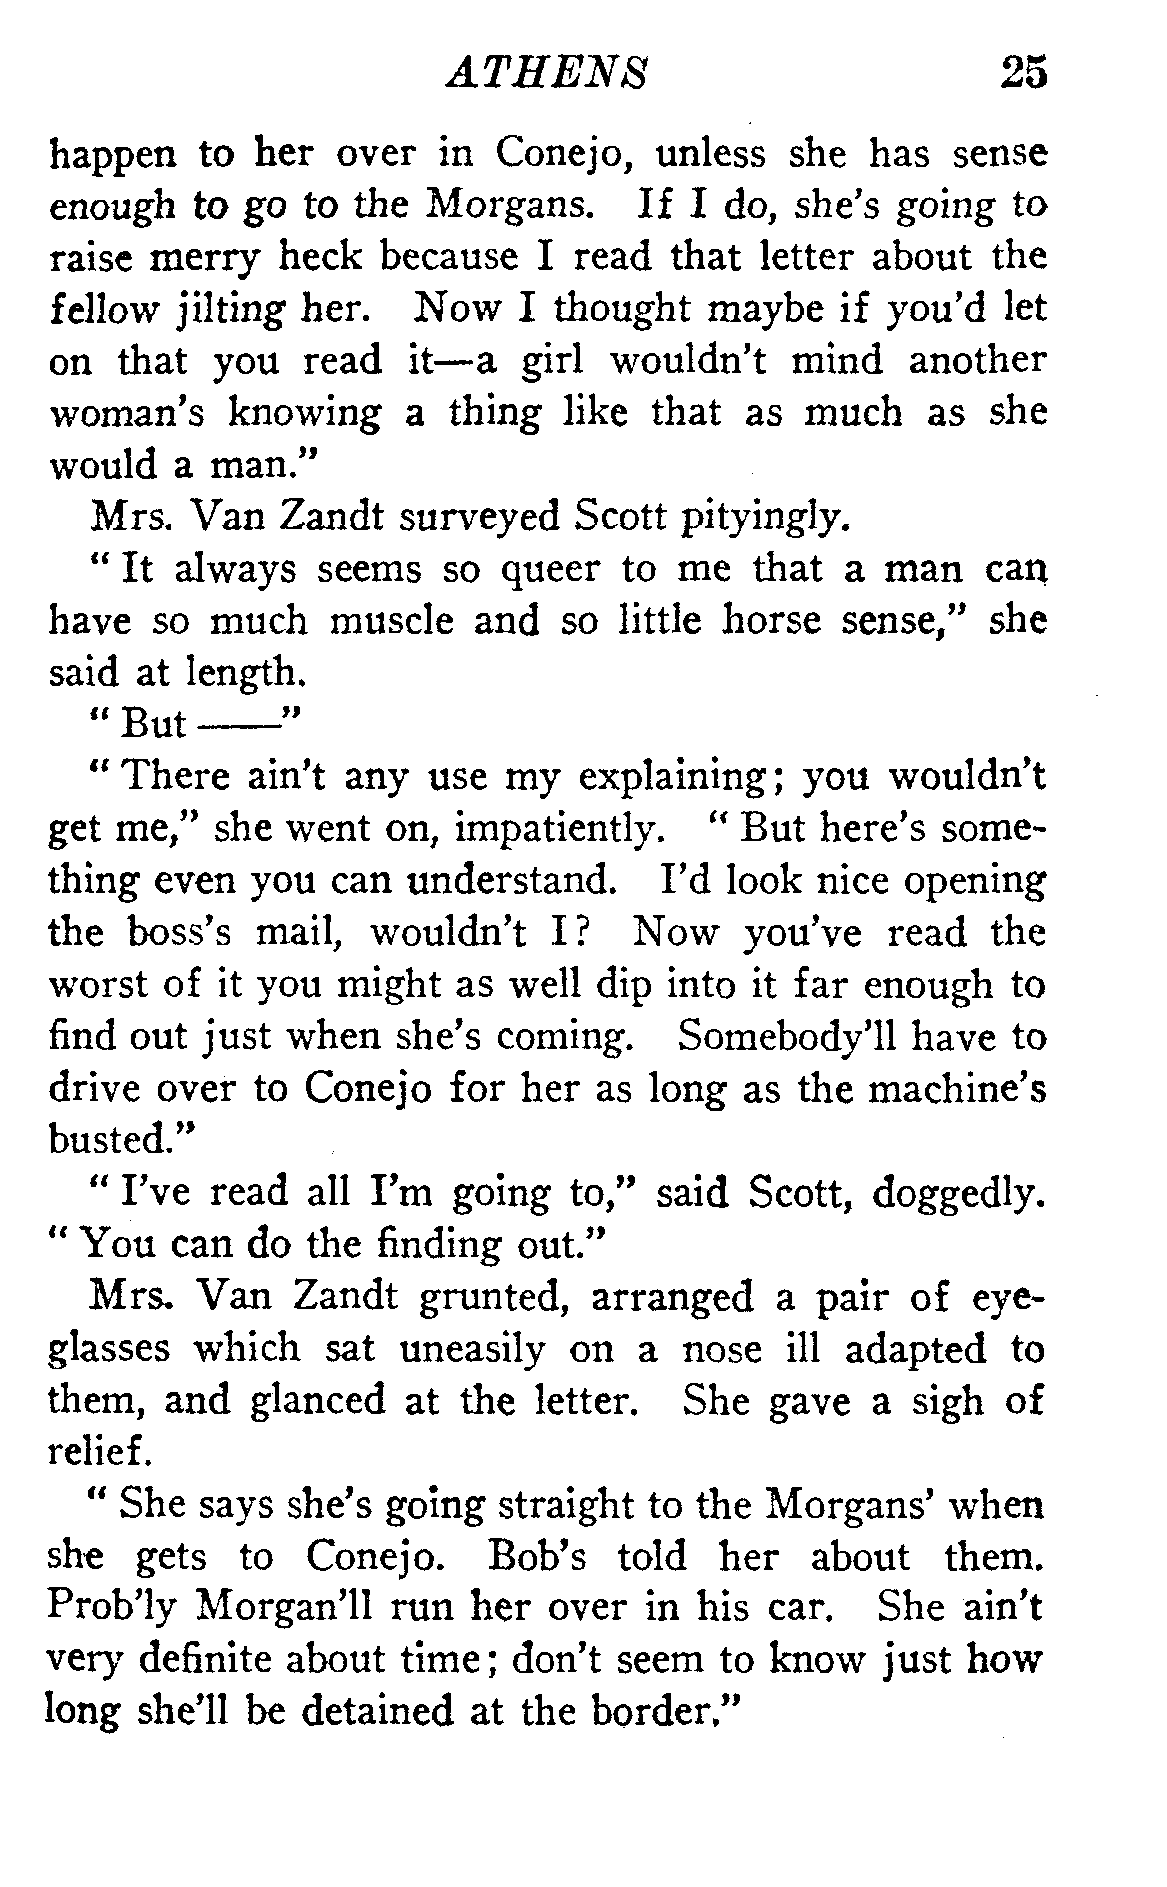 ATHENS 25
happen to her over in Conejo, unless she has sense
enough to go to the Morgans. If I do, she's going to
raise merry heck because I read that letter about the
fellow jilting her. Now I thought maybe if you'd let
on that you read it—a girl wouldn't mind another
woman's knowing a thing like that as much as she
would a man."
Mrs. Van Zandt surveyed Scott pityingly.
" It always seems so queer to me that a man can
have so much muscle and so little horse sense," she
said at length.
" But ——"
" There ain't any use my explaining; you wouldn't
get me," she went on, impatiently. " But here's some-
thing even you can understand. I'd look nice opening
the boss's mail, wouldn't I? Now you've read the
worst of it you might as well dip into it far enough to
find out just when she's coming. Somebody'll have to
drive over to Conejo for her as long as the machine's
busted."
" I've read all I'm going to," said Scott, doggedly.
" You can do the finding out."
Mrs. Van Zandt grunted, arranged a pair of eye-
glasses which sat uneasily on a nose ill adapted to
them, and glanced at the letter. She gave a sigh of
relief.
" She says she's going straight to the Morgans' when
she gets to Conejo. Bob's told her about them.
Prob'ly Morgan'll run her over in his car. She ain't
very definite about time; don't seem to know just how
long she'll be detained at the border."